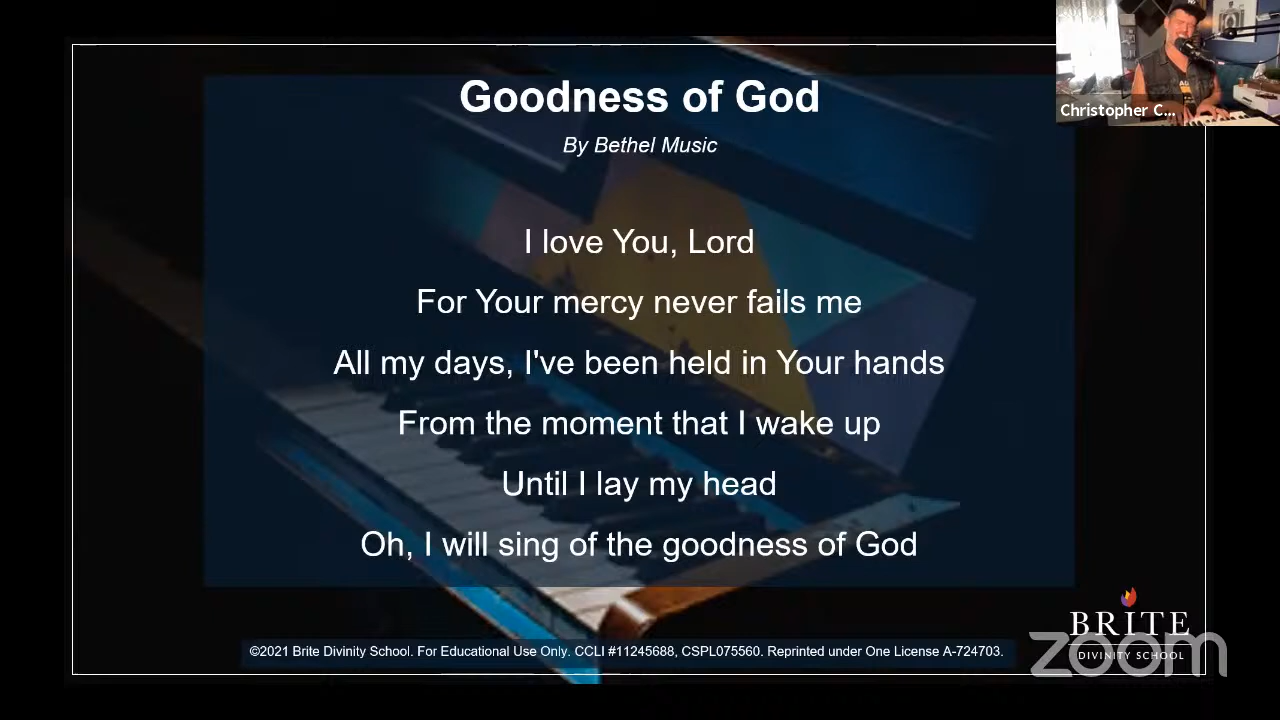 Goodness of God
By Bethel Music
I love You, Lord
For Your mercy never fails me
All my days, I've been held in Your hands
From the moment that I wake up
Until I lay my head
Oh, I will sing of the goodness of God
©2021 Brite Divinity School. For Educational Use Only. CCLI #11245688, CSPL075560. Reprinted under One License A-724703.
Christopher C...
BRITE
DIVINITY SCHOOL
zoom